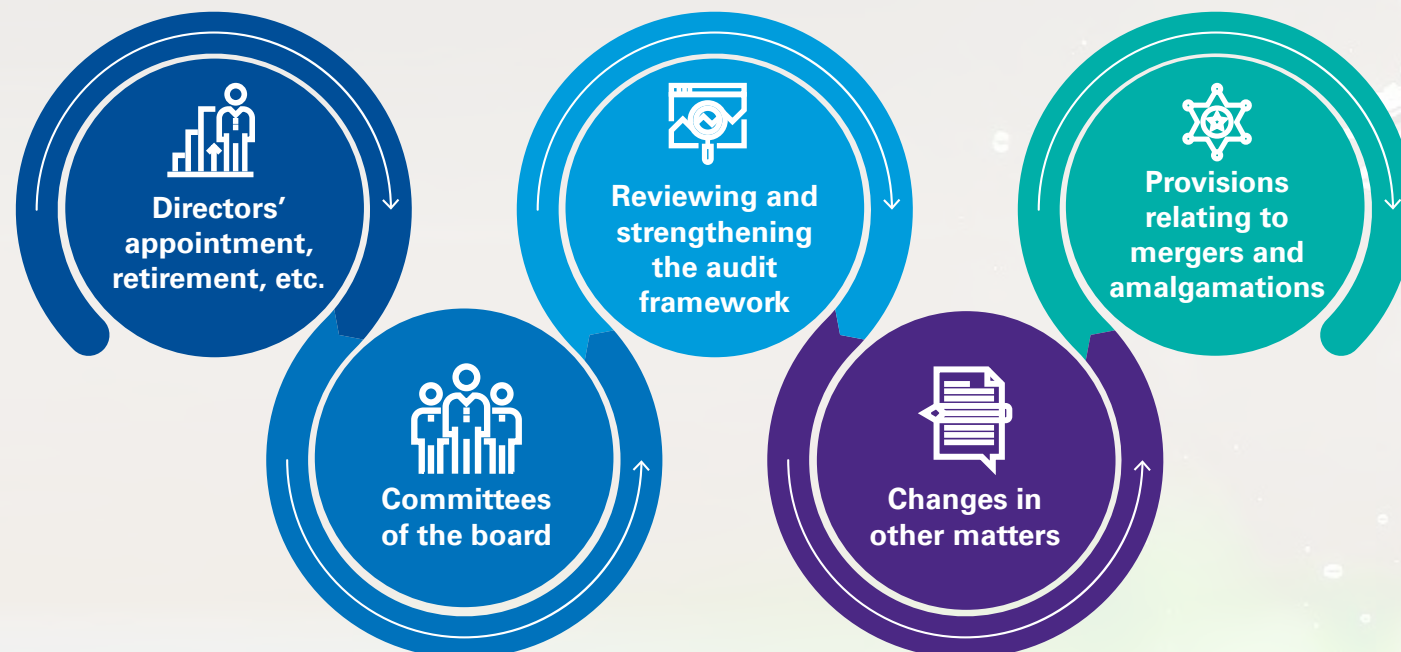 Directors’
appointment,
retirement, etc.
Committees
of the board
Reviewing and
strengthening
the audit
framework
Changes in
other matters
Provisions
relating to
mergers and
amalgamations